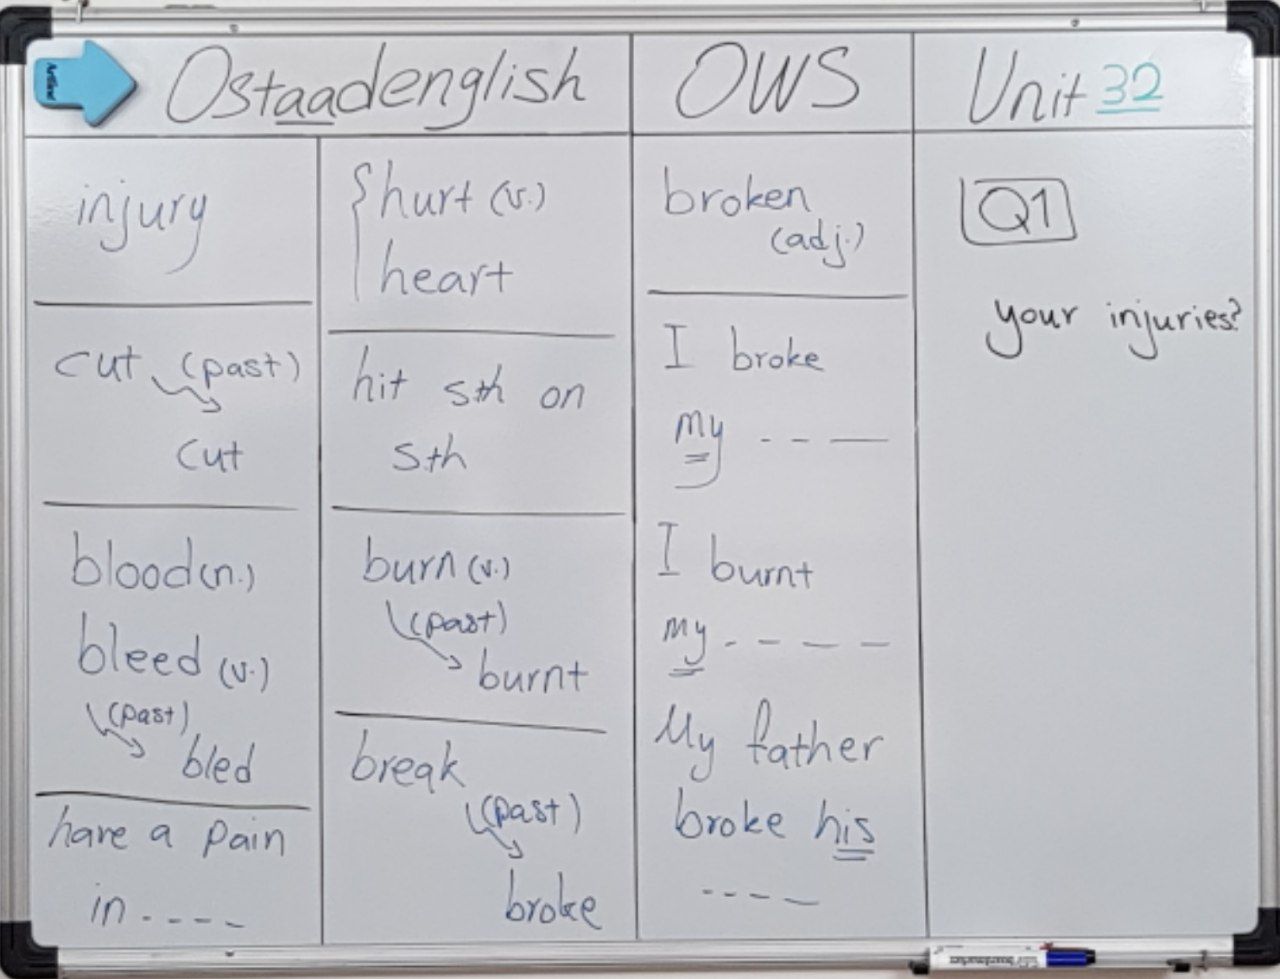 Ostaadenglish
OWS
Unit 32
injury
cut (past)
cut
blood (n.)
bleed (v.)
(past)
bled
have a pain
in ----
hurt (v.)
heart
hit sth on
sth
burn (v.)
(past)
burnt
break
(past)
broke
broken
(adj.)
I broke
my ---
I burnt
my ----
My father
broke his
----
Q1
your injuries?
Artline